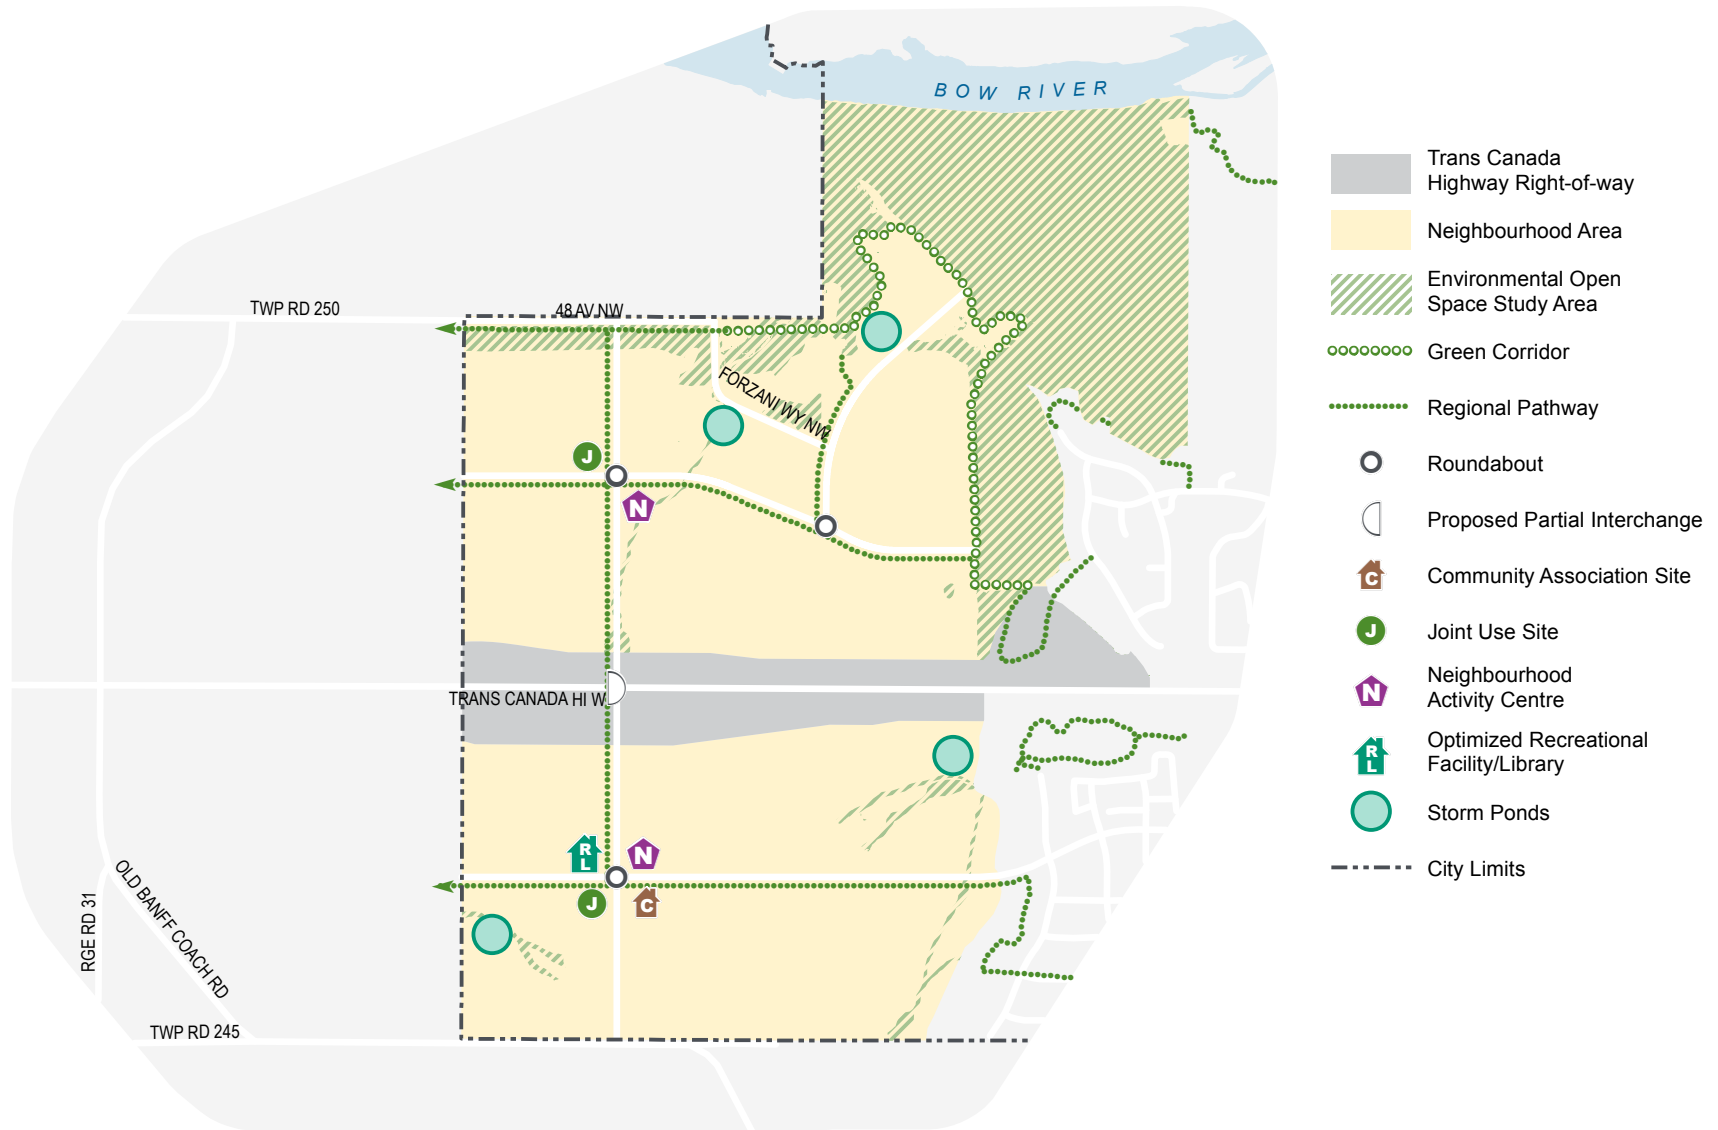 BOW RIVER
TWP RD 250
48 AV NW
FORZANI WY NW
J
N
TRANS CANADA HI W
R
L
N
J
C
OLD BANFF COACH RD
RGE RD 31
TWP RD 245
Trans Canada
Highway Right-of-way
Neighbourhood Area
Environmental Open
Space Study Area
Green Corridor
Regional Pathway
Roundabout
Proposed Partial Interchange
C
Community Association Site
J
Joint Use Site
N
Neighbourhood
Activity Centre
R
L
Optimized Recreational
Facility/Library
Storm Ponds
City Limits